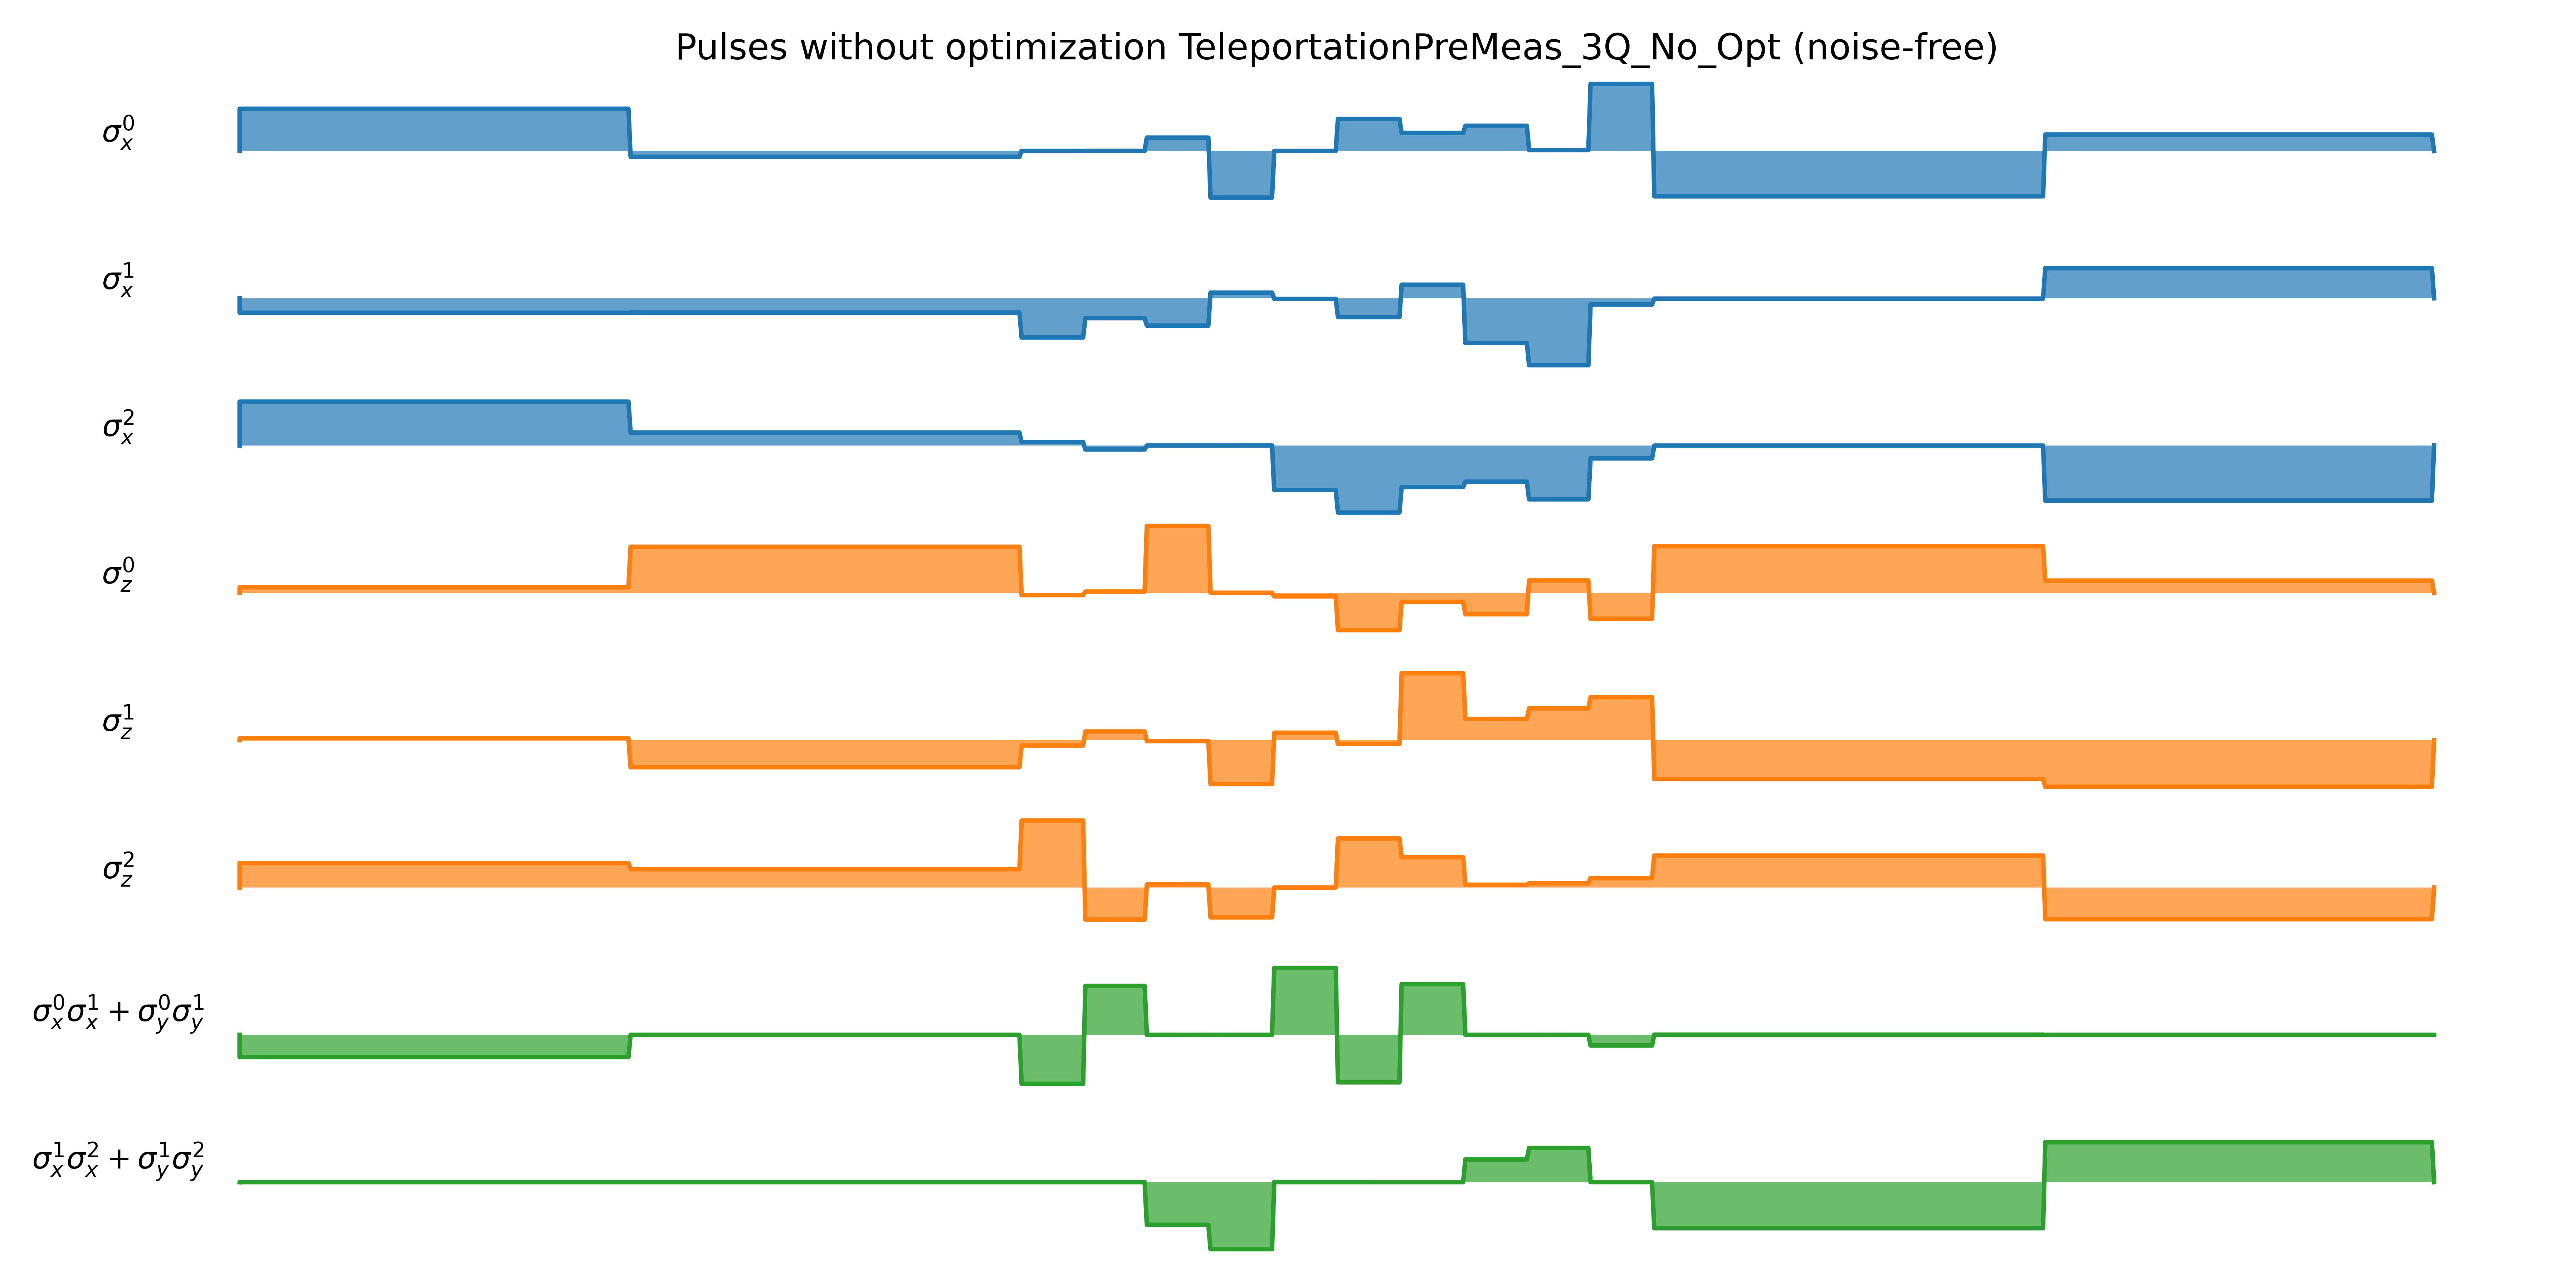 Pulses without optimization TeleportationPreMeas_3Q_No_Opt (noise-free)
σ_x^0
σ_x^1
σ_x^2
σ_z^0
σ_z^1
σ_z^2
σ_x^0σ_x^1 + σ_y^0σ_y^1
σ_x^1σ_x^2 + σ_y^1σ_y^2